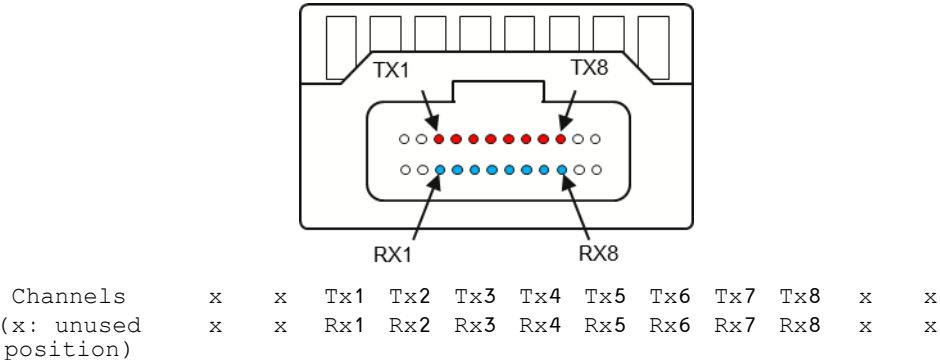 TX1 TX8
RX1 RX8
Channels x x Tx1 Tx2 Tx3 Tx4 Tx5 Tx6 Tx7 Tx8 x x
(x: unused x x Rx1 Rx2 Rx3 Rx4 Rx5 Rx6 Rx7 Rx8 x x
position)